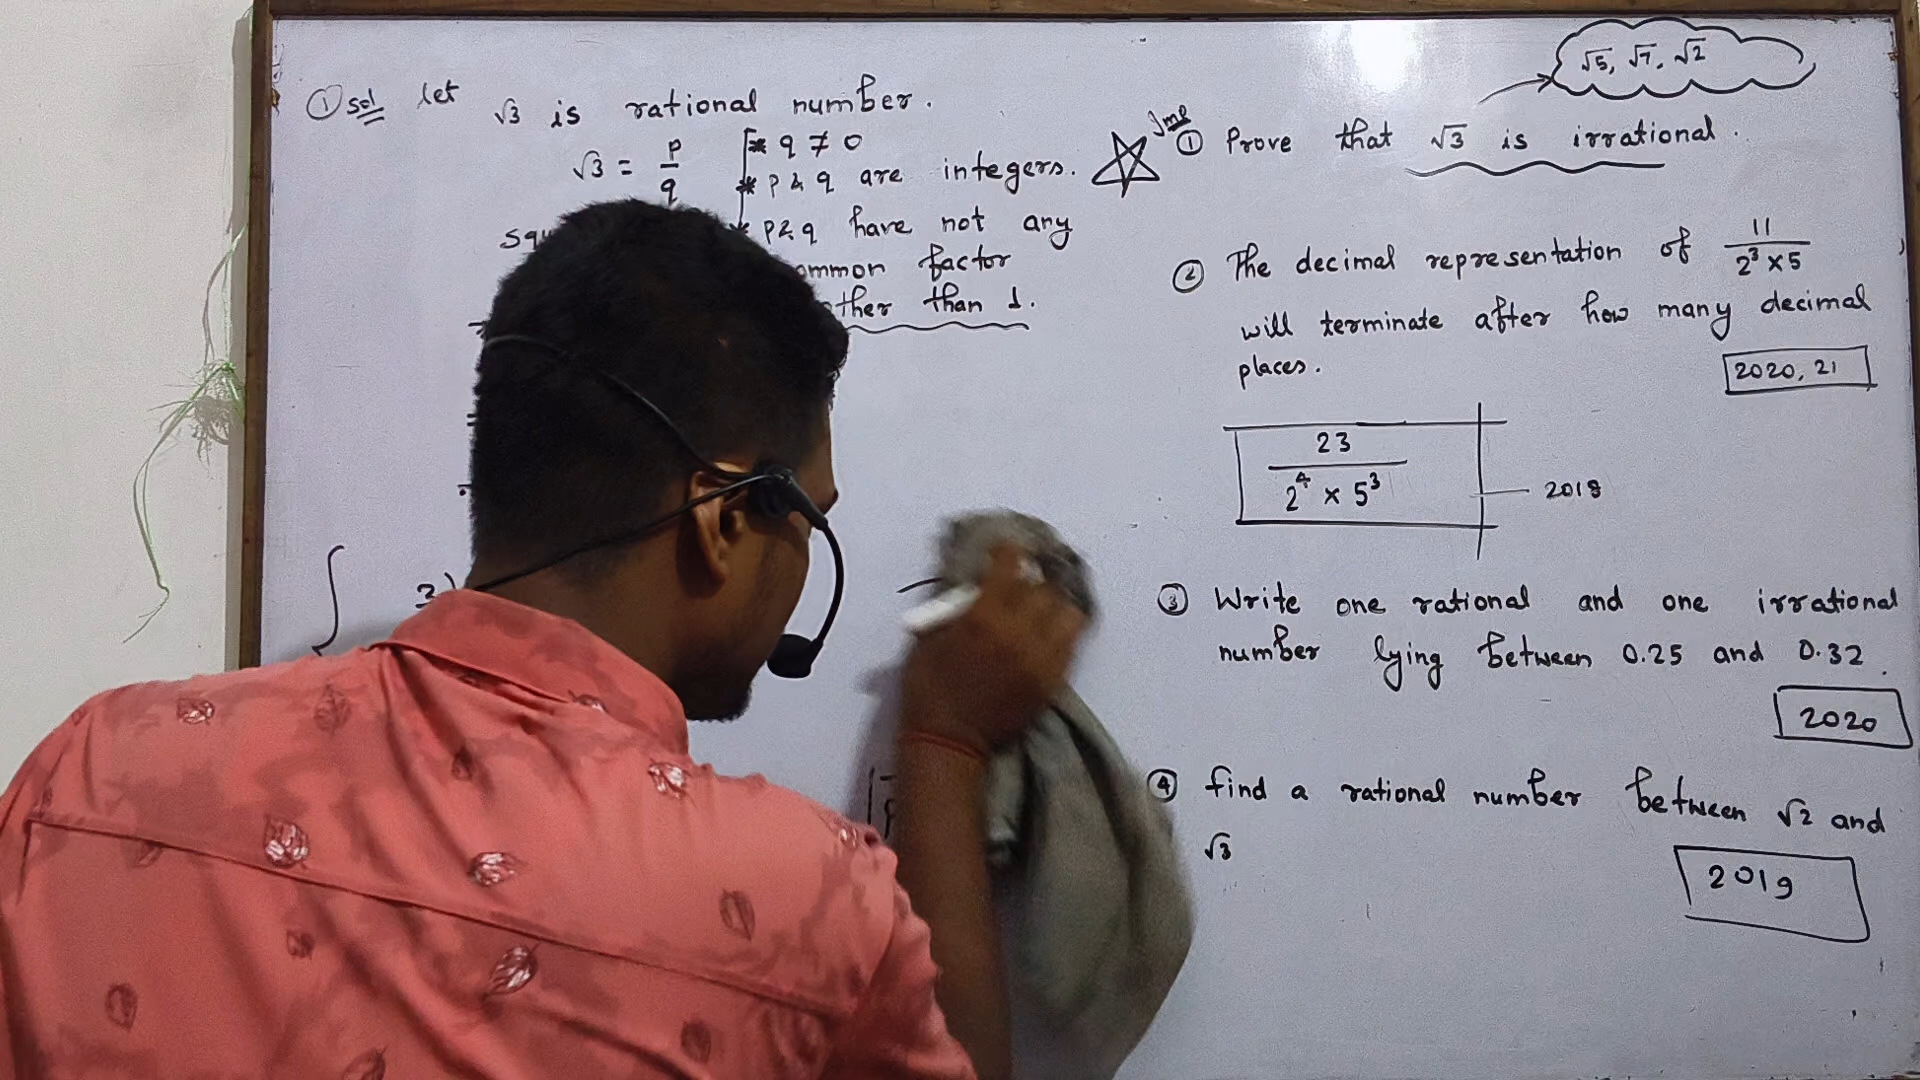 ① Sol let √3 is rational number.
√3 = p/q
* q ≠ 0
* p & q are integers.
* p & q have not any
ommon factor
ther than 1.
√5, √7, √2
Imp
① Prove that √3 is irrational.
② The decimal representation of 11/(2³ × 5)
will terminate after how many decimal
places.
2020, 21
23/(2⁴ × 5³)
③ Write one rational and one irrational
number lying between 0.25 and 0.32.
2020
④ find a rational number between √2 and
√3
2019